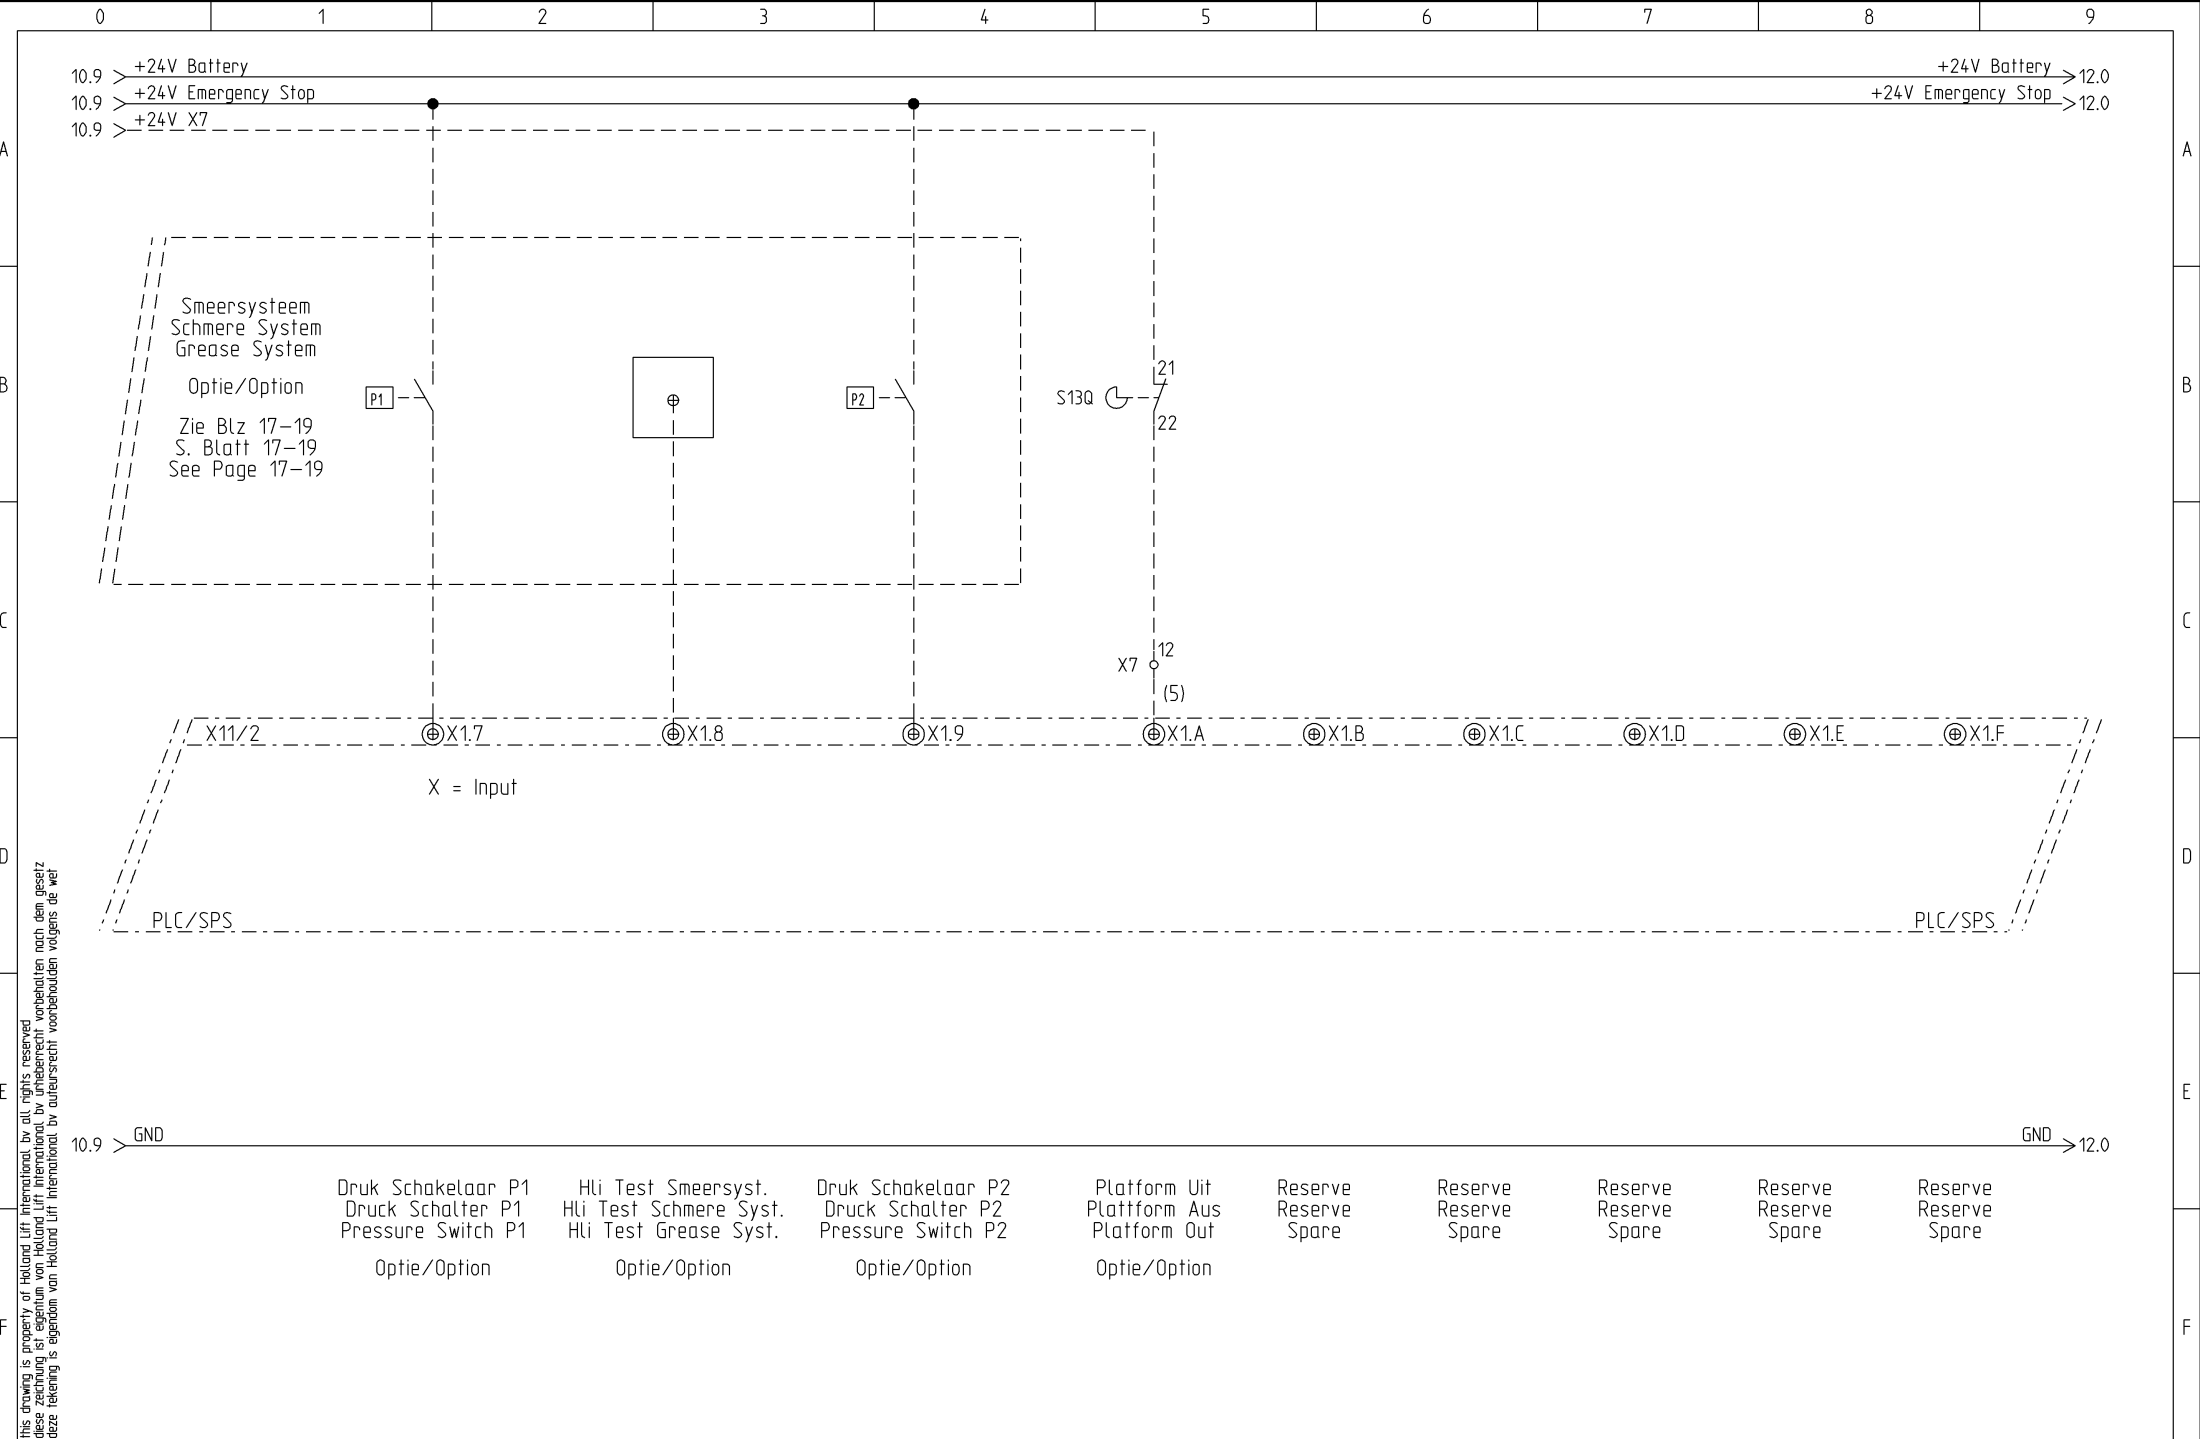 0 1 2 3 4 5 6 7 8 9
10.9 +24V Battery +24V Battery 12.0
10.9 +24V Emergency Stop +24V Emergency Stop 12.0
10.9 +24V X7
A A
Smeersysteem
Schmere System
Grease System
Optie/Option
Zie Blz 17-19
S. Blatt 17-19
See Page 17-19
B P1 P2 S13Q 21 B
22
C C
12
X7
(5)
X11/2 X1.7 X1.8 X1.9 X1.A X1.B X1.C X1.D X1.E X1.F
X = Input
D D
PLC/SPS PLC/SPS
E E
10.9 GND GND 12.0
Druk Schakelaar P1
Druck Schalter P1
Pressure Switch P1
Optie/Option
Hli Test Smeersyst.
Hli Test Schmere Syst.
Hli Test Grease Syst.
Optie/Option
Druk Schakelaar P2
Druck Schalter P2
Pressure Switch P2
Optie/Option
Platform Uit
Plattform Aus
Platform Out
Optie/Option
Reserve
Reserve
Spare
Reserve
Reserve
Spare
Reserve
Reserve
Spare
Reserve
Reserve
Spare
Reserve
Reserve
Spare
F F
this drawing is property of Holland Lift International bv all rights reserved
diese zeichnung ist eigentum von Holland Lift International bv urheberrecht vorbehalten nach dem gesetz
deze tekening is eigendom van Holland Lift International bv auteursrecht voorbehouden volgens de wet